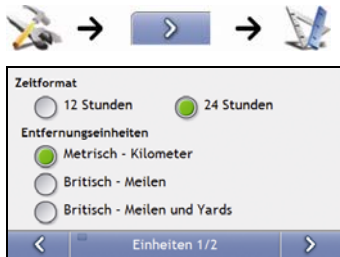 Zeitformat
12 Stunden 24 Stunden
Entfernungseinheiten
Metrisch - Kilometer
Britisch - Meilen
Britisch - Meilen und Yards
Einheiten 1/2